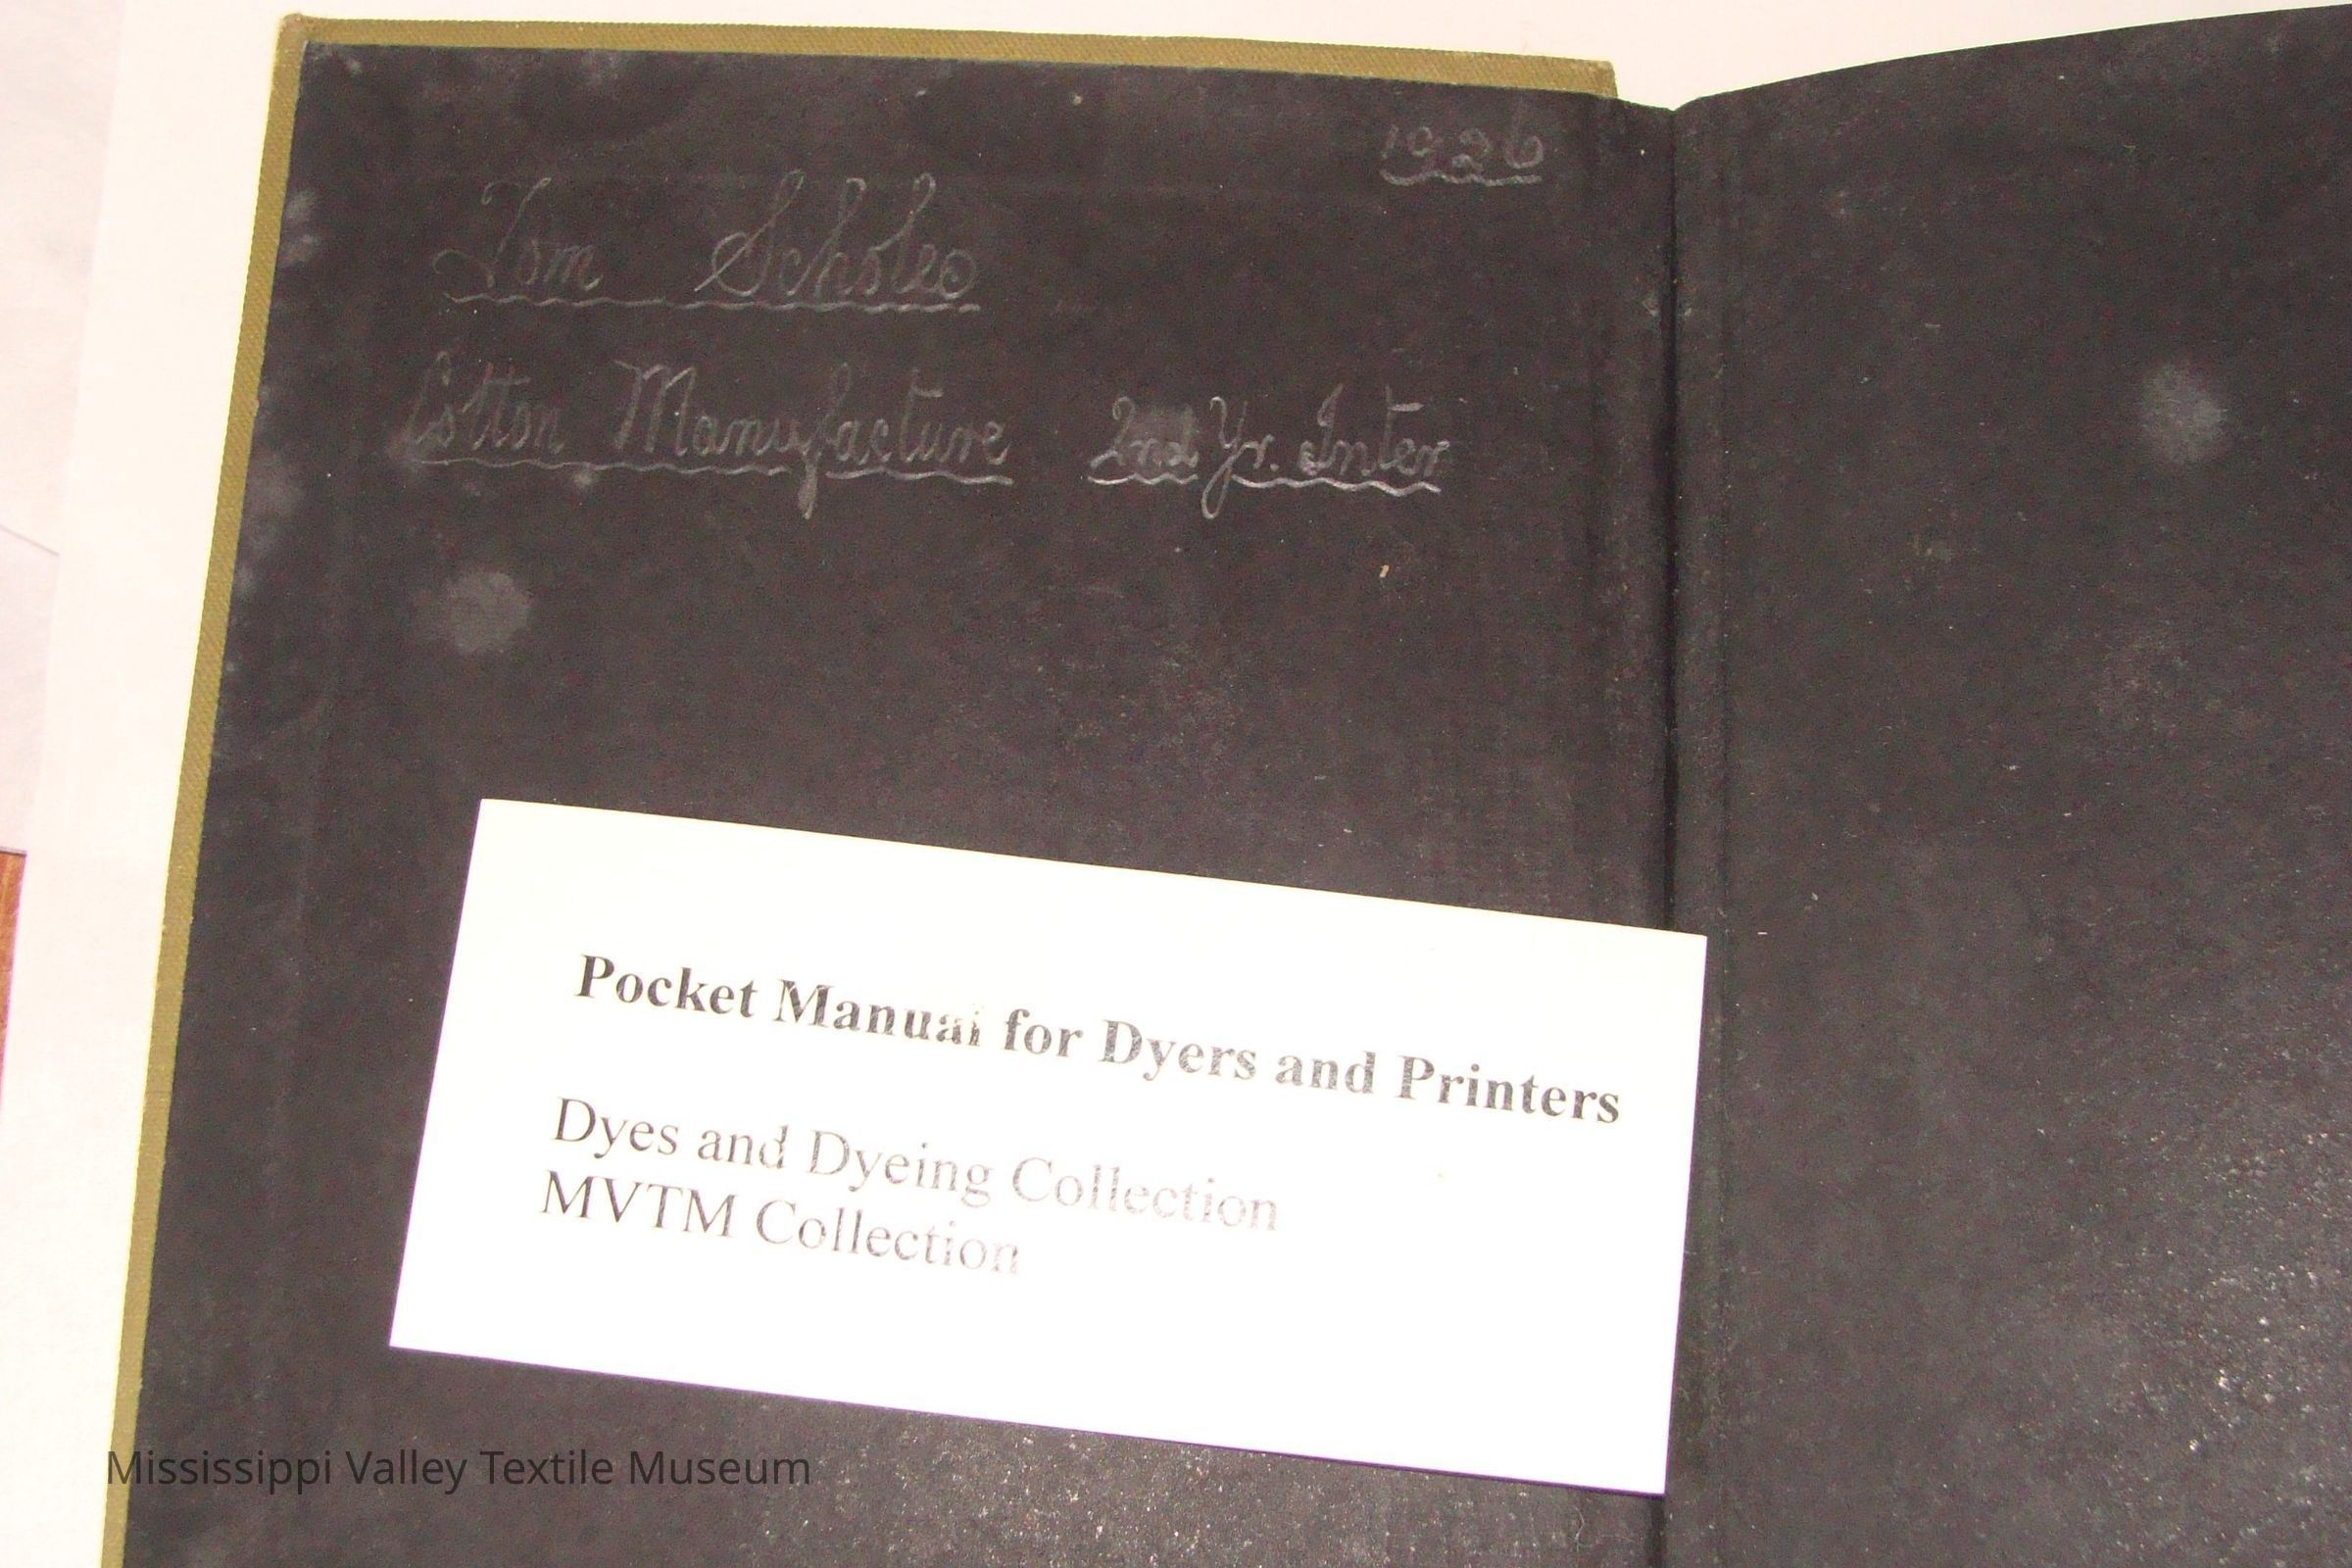 1926
Tom Scholes
Cotton Manufacture 2nd Yr. Inter
Pocket Manual for Dyers and Printers
Dyes and Dyeing Collection
MVTM Collection
Mississippi Valley Textile Museum